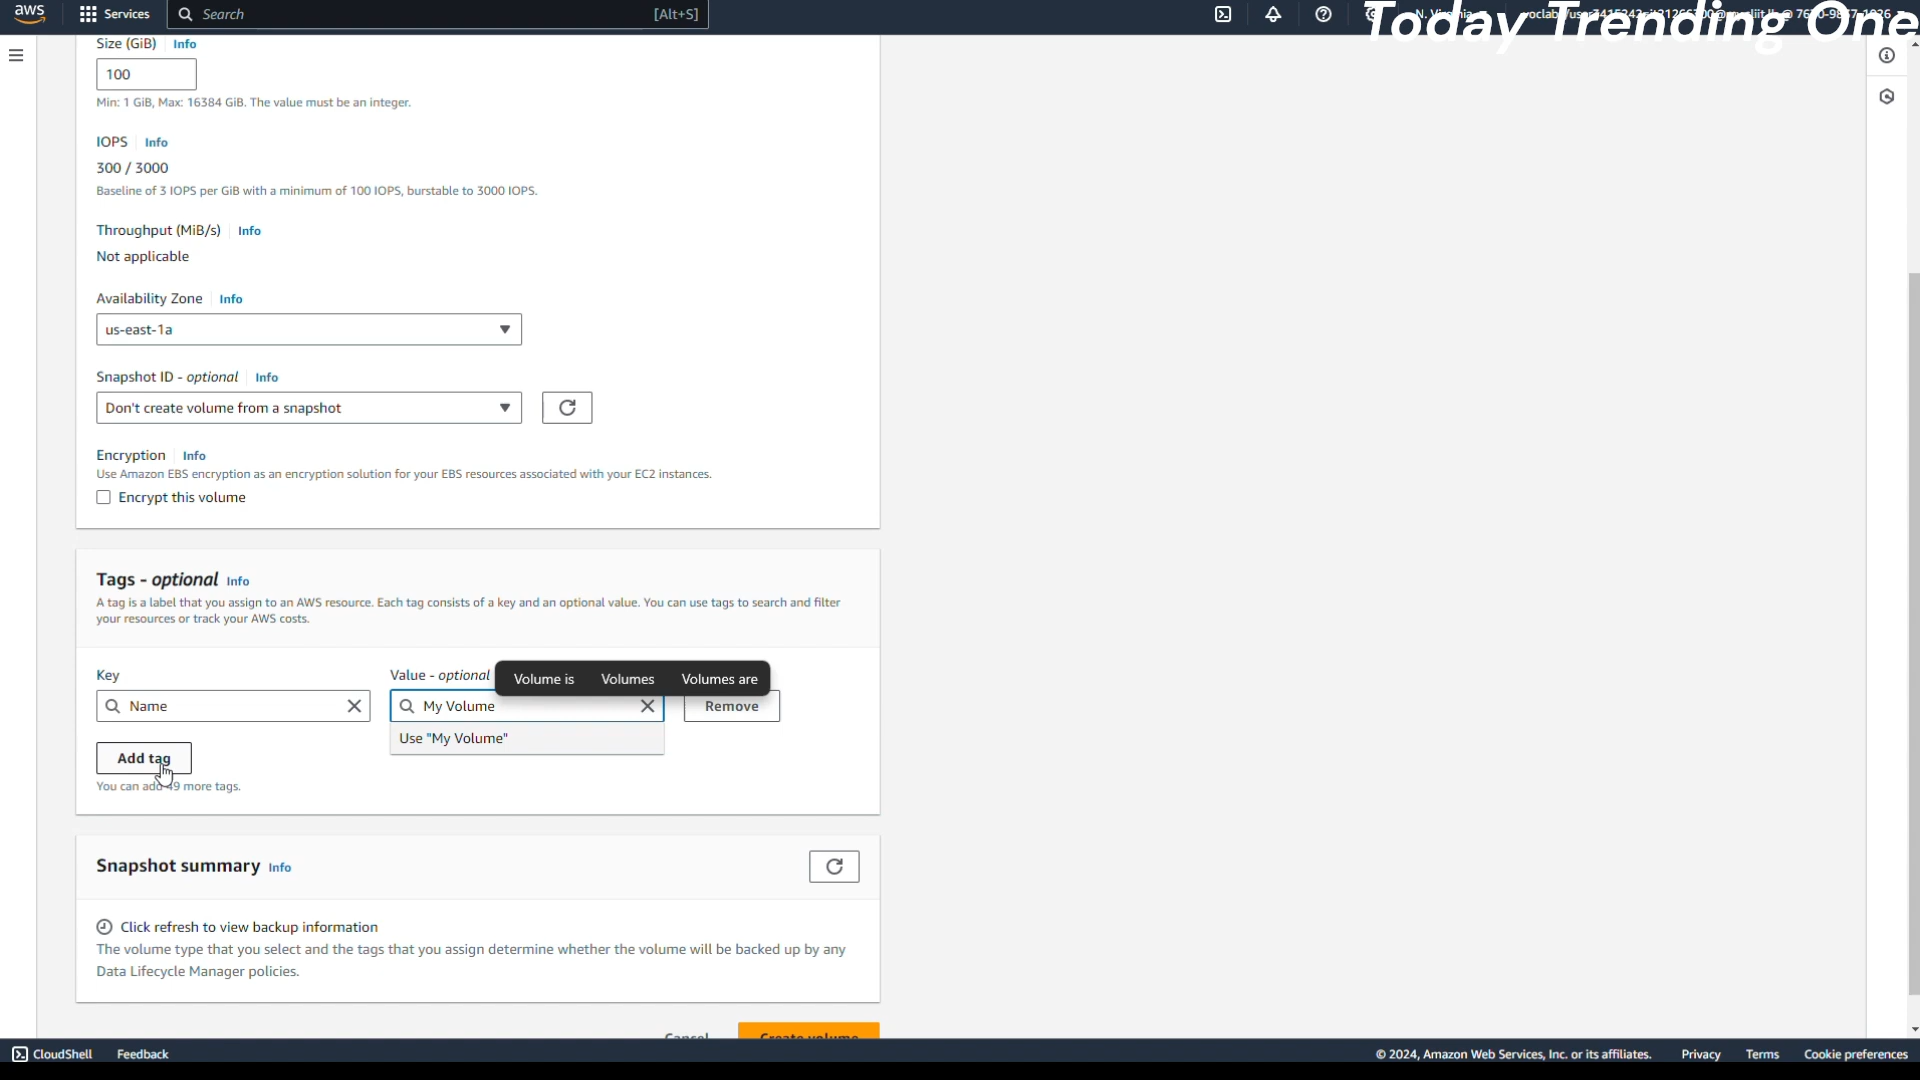 aws
Services
Search
[Alt+S]
Today Trending One
Size (GiB) Info
100
Min: 1 GiB, Max: 16384 GiB. The value must be an integer.
IOPS Info
300 / 3000
Baseline of 3 IOPS per GiB with a minimum of 100 IOPS, burstable to 3000 IOPS.
Throughput (MiB/s) Info
Not applicable
Availability Zone Info
us-east-1a
Snapshot ID - optional Info
Don't create volume from a snapshot
Encryption Info
Use Amazon EBS encryption as an encryption solution for your EBS resources associated with your EC2 instances.
Encrypt this volume
Tags - optional Info
A tag is a label that you assign to an AWS resource. Each tag consists of a key and an optional value. You can use tags to search and filter
your resources or track your AWS costs.
Key
Value - optional
Volume is Volumes Volumes are
Name
My Volume
Remove
Use "My Volume"
Add tag
You can add 49 more tags.
Snapshot summary Info
Click refresh to view backup information
The volume type that you select and the tags that you assign determine whether the volume will be backed up by any
Data Lifecycle Manager policies.
Cancel
Create volume
CloudShell Feedback
© 2024, Amazon Web Services, Inc. or its affiliates. Privacy Terms Cookie preferences